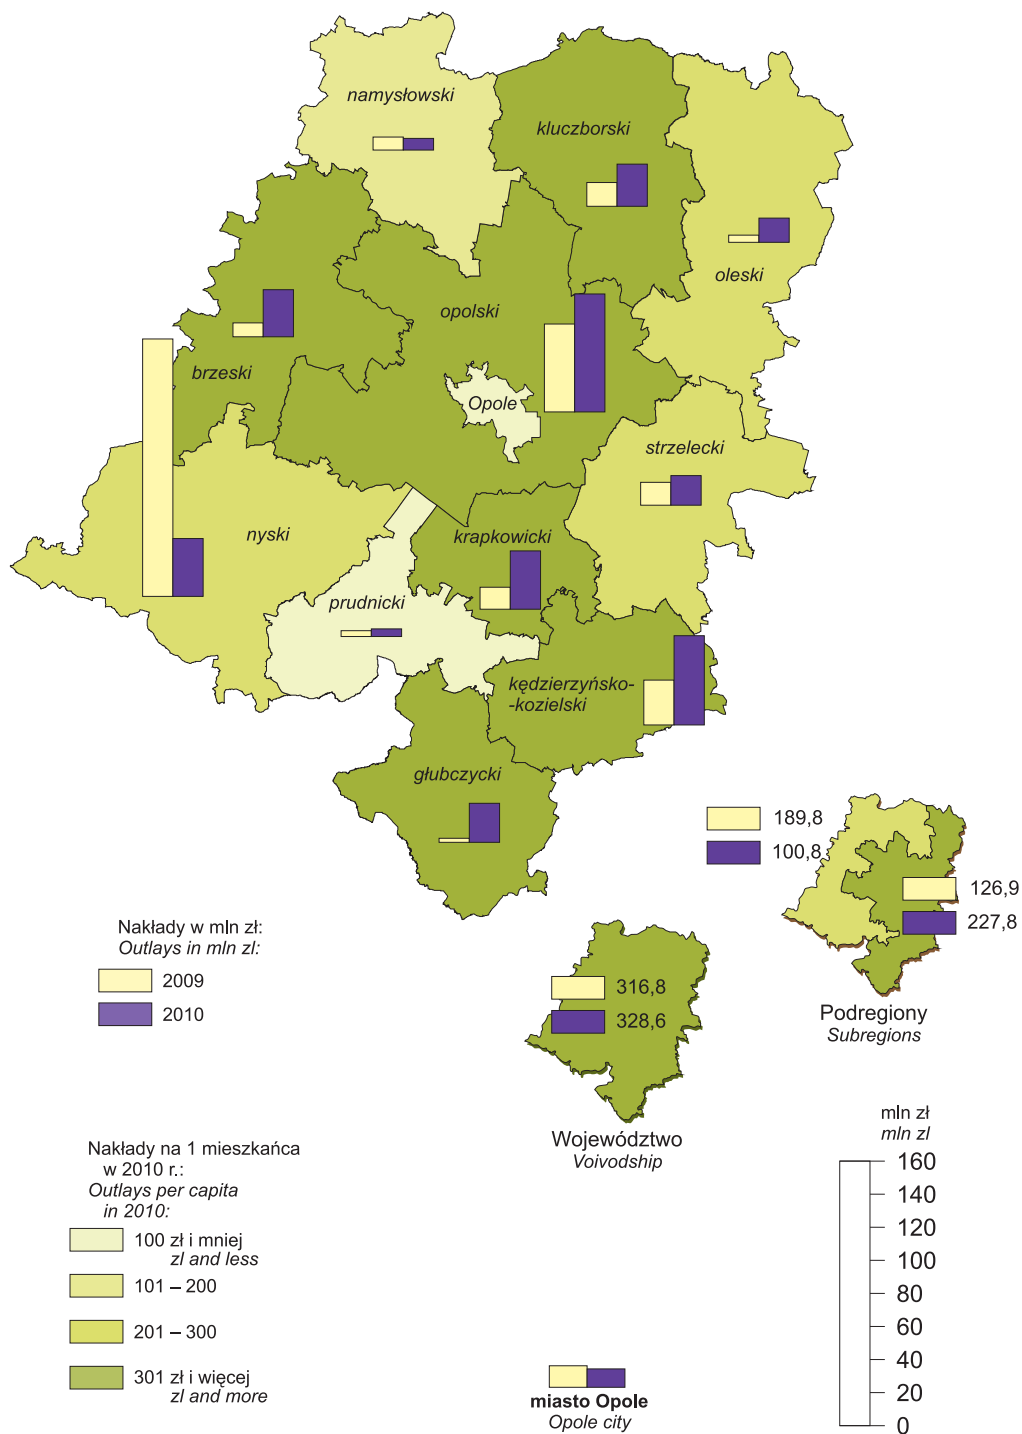 namysłowski
kluczborski
oleski
opolski
brzeski
Opole
strzelecki
nyski
krapkowicki
prudnicki
kędzierzyńsko-
-kozielski
głubczycki
189,8
100,8
126,9
227,8
Podregiony
Subregions
Nakłady w mln zł:
Outlays in mln zl:
2009
2010
316,8
328,6
Województwo
Voivodship
Nakłady na 1 mieszkańca
w 2010 r.:
Outlays per capita
in 2010:
100 zł i mniej
zl and less
101 – 200
201 – 300
301 zł i więcej
zl and more
miasto Opole
Opole city
mln zł
mln zl
160
140
120
100
80
60
40
20
0